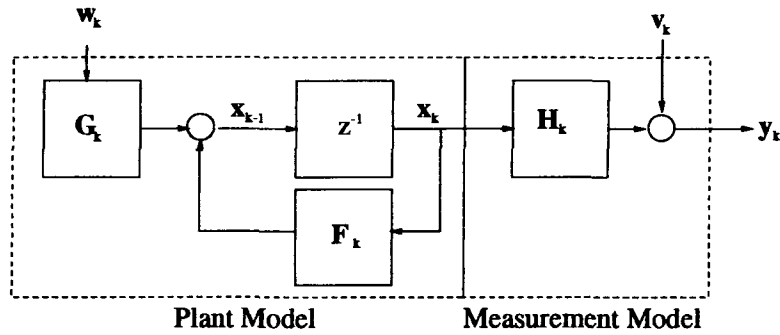 w_k
v_k
G_k
x_{k-1}
z^{-1}
x_k
H_k
y_k
F_k
Plant Model
Measurement Model